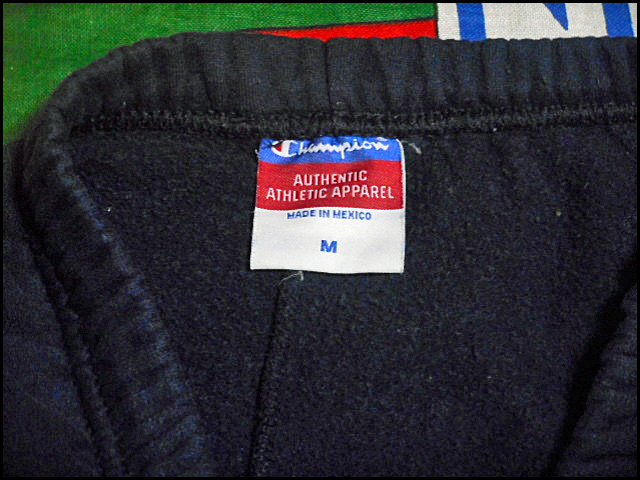 Champion
AUTHENTIC
ATHLETIC APPAREL
MADE IN MEXICO
M